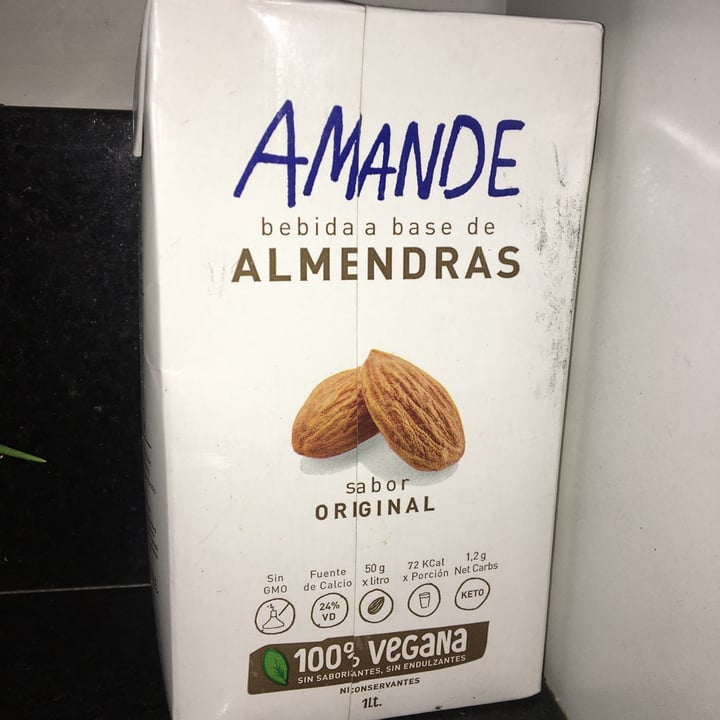 AMANDE
bebida a base de
ALMENDRAS
sabor
ORIGINAL
Sin
GMO
Fuente
de Calcio
24%
VD
50 g
x litro
72 KCal
x Porción
1,2 g
Net Carbs
KETO
100% VEGANA
SIN SABORIANTES, SIN ENDULZANTES
NI CONSERVANTES
1Lt.